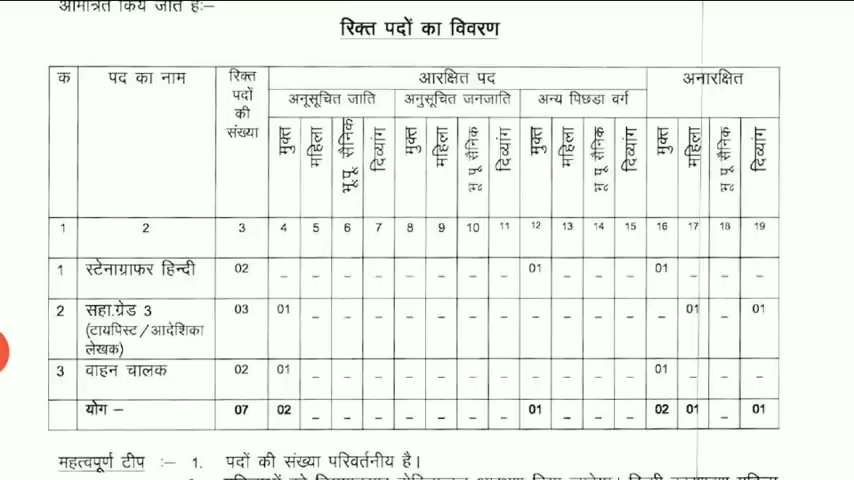 आमंत्रित किये जाते हैः–
रिक्त पदों का विवरण
क पद का नाम रिक्त पदों की संख्या आरक्षित पद अनारक्षित
अनूसूचित जाति अनुसूचित जनजाति अन्य पिछडा वर्ग
मुक्त महिला भू.पू. सैनिक दिव्यांग मुक्त महिला भू.पू. सैनिक दिव्यांग मुक्त महिला भू.पू. सैनिक दिव्यांग मुक्त महिला भू.पू. सैनिक दिव्यांग
1 2 3 4 5 6 7 8 9 10 11 12 13 14 15 16 17 18 19
1 स्टेनाग्राफर हिन्दी 02 – – – – – – – – 01 – – – 01 – – –
2 सहा.ग्रेड 3 03 01 – – – – – – – – – – – – 01 – 01
(टायपिस्ट/आदेशिका
लेखक)
3 वाहन चालक 02 01 – – – – – – – – – – – 01 – – –
योग – 07 02 – – – – – – – 01 – – – 02 01 – 01
महत्वपूर्ण टीप :– 1. पदों की संख्या परिवर्तनीय है।